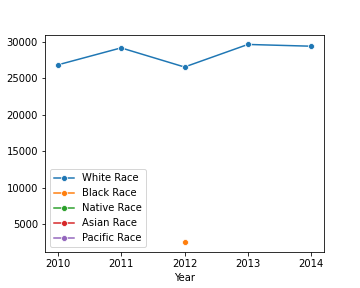 30000
25000
20000
15000
10000
5000
White Race
Black Race
Native Race
Asian Race
Pacific Race
2010 2011 2012 2013 2014
Year